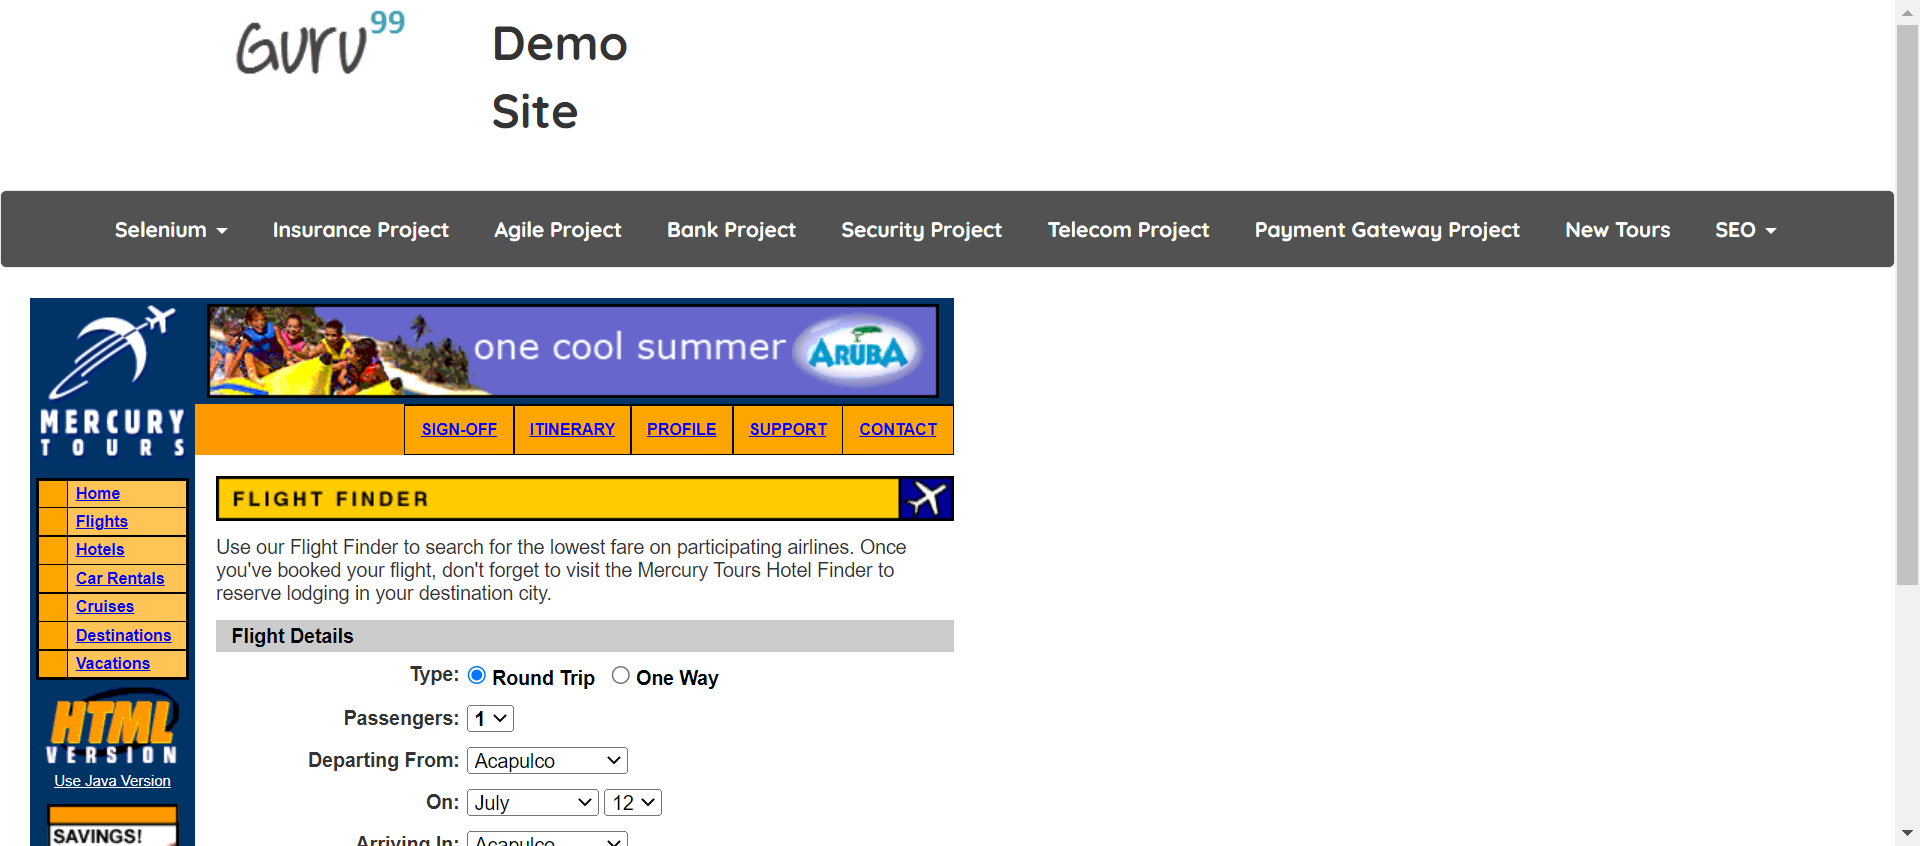 Guru99
Demo
Site
Selenium
Insurance Project
Agile Project
Bank Project
Security Project
Telecom Project
Payment Gateway Project
New Tours
SEO
one cool summer
ARUBA
MERCURY
TOURS
SIGN-OFF
ITINERARY
PROFILE
SUPPORT
CONTACT
Home
Flights
Hotels
Car Rentals
Cruises
Destinations
Vacations
HTML
VERSION
Use Java Version
SAVINGS!
FLIGHT FINDER
Use our Flight Finder to search for the lowest fare on participating airlines. Once
you've booked your flight, don't forget to visit the Mercury Tours Hotel Finder to
reserve lodging in your destination city.
Flight Details
Type: Round Trip One Way
Passengers: 1
Departing From: Acapulco
On: July 12
Arriving In: Acapulco